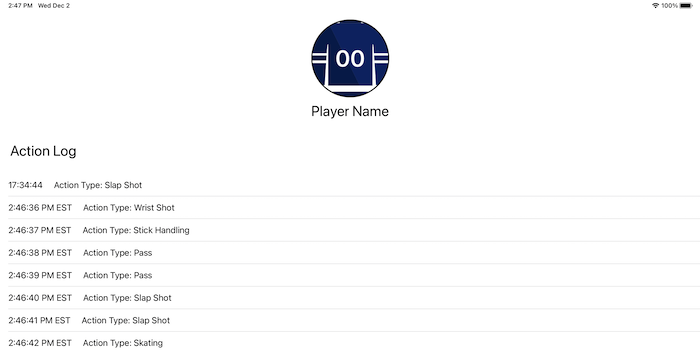 2:47 PM Wed Dec 2 100%
00
Player Name
Action Log
17:34:44 Action Type: Slap Shot
2:46:36 PM EST Action Type: Wrist Shot
2:46:37 PM EST Action Type: Stick Handling
2:46:38 PM EST Action Type: Pass
2:46:39 PM EST Action Type: Pass
2:46:40 PM EST Action Type: Slap Shot
2:46:41 PM EST Action Type: Slap Shot
2:46:42 PM EST Action Type: Skating